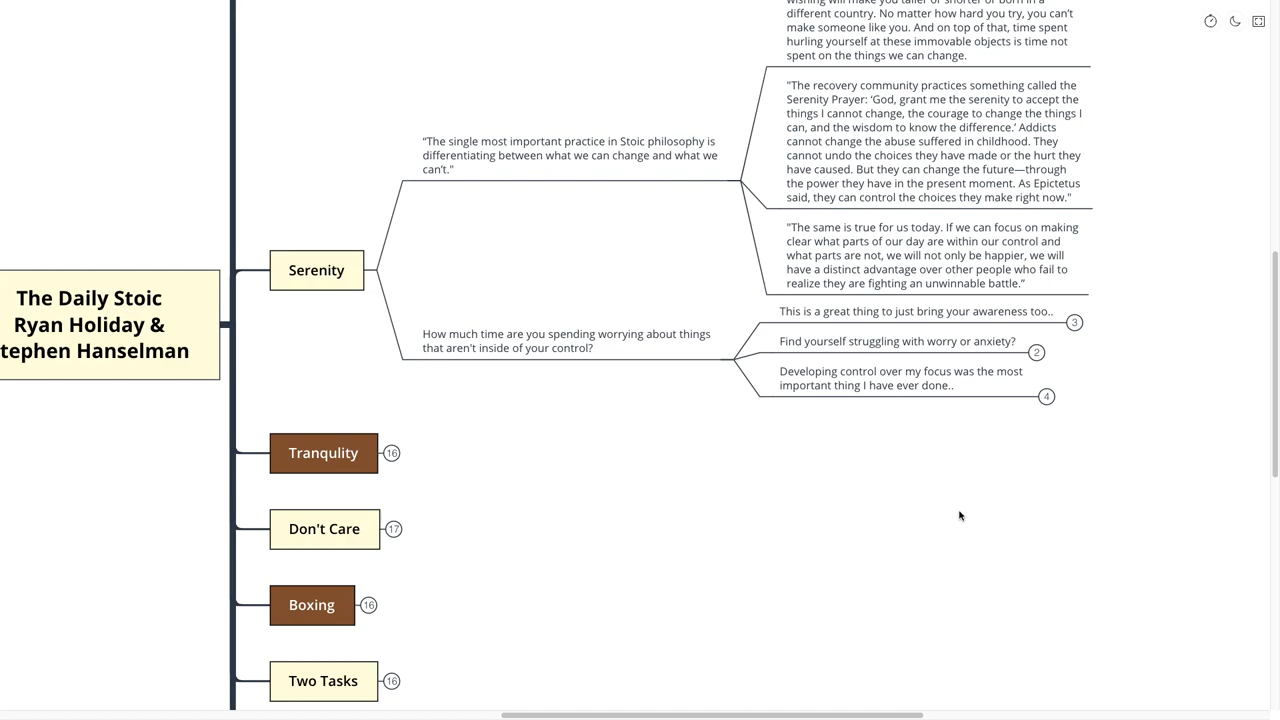 wishing will make you taller or shorter or born in a
different country. No matter how hard you try, you can't
make someone like you. And on top of that, time spent
hurling yourself at these immovable objects is time not
spent on the things we can change.
"The recovery community practices something called the
Serenity Prayer: ‘God, grant me the serenity to accept the
things I cannot change, the courage to change the things I
can, and the wisdom to know the difference.’ Addicts
cannot change the abuse suffered in childhood. They
cannot undo the choices they have made or the hurt they
have caused. But they can change the future—through
the power they have in the present moment. As Epictetus
said, they can control the choices they make right now."
“The single most important practice in Stoic philosophy is
differentiating between what we can change and what we
can't."
"The same is true for us today. If we can focus on making
clear what parts of our day are within our control and
what parts are not, we will not only be happier, we will
have a distinct advantage over other people who fail to
realize they are fighting an unwinnable battle.”
Serenity
The Daily Stoic
Ryan Holiday &
tephen Hanselman
How much time are you spending worrying about things
that aren't inside of your control?
This is a great thing to just bring your awareness too..
3
Find yourself struggling with worry or anxiety?
2
Developing control over my focus was the most
important thing I have ever done..
4
Tranqulity
16
Don't Care
17
Boxing
16
Two Tasks
16